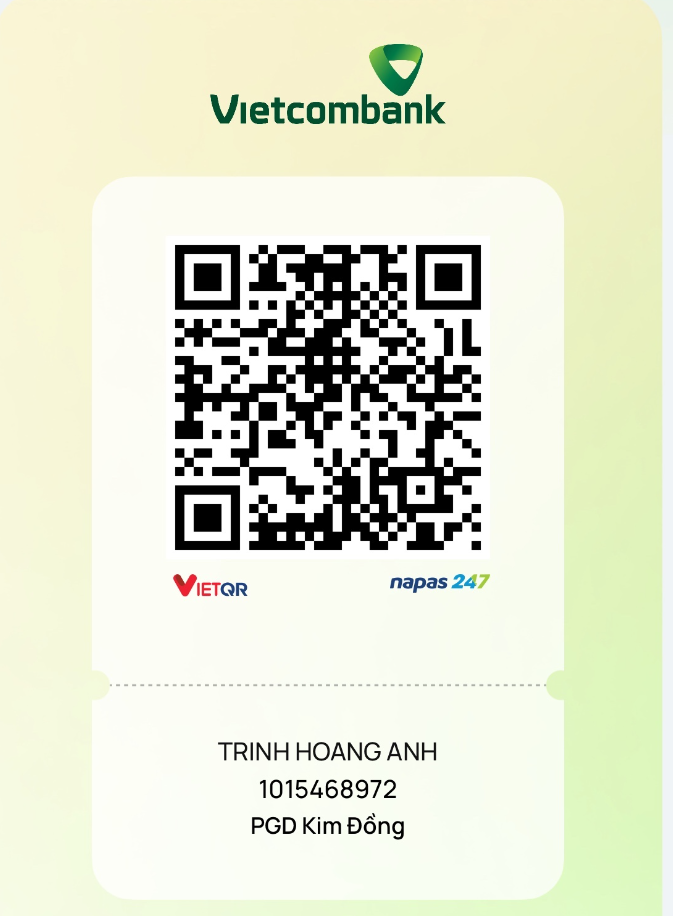 Vietcombank
VIETQR
napas 247
TRINH HOANG ANH
1015468972
PGD Kim Đồng